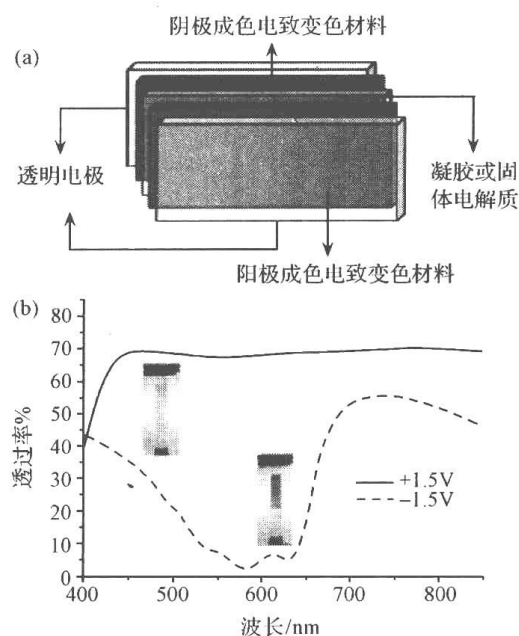 阴极成色电致变色材料
(a)
透明电极
凝胶或固
体电解质
阳极成色电致变色材料
(b)
80
70
60
50
40
30
20
10
0
透过率%
+1.5V
-1.5V
400 500 600 700 800
波长/nm